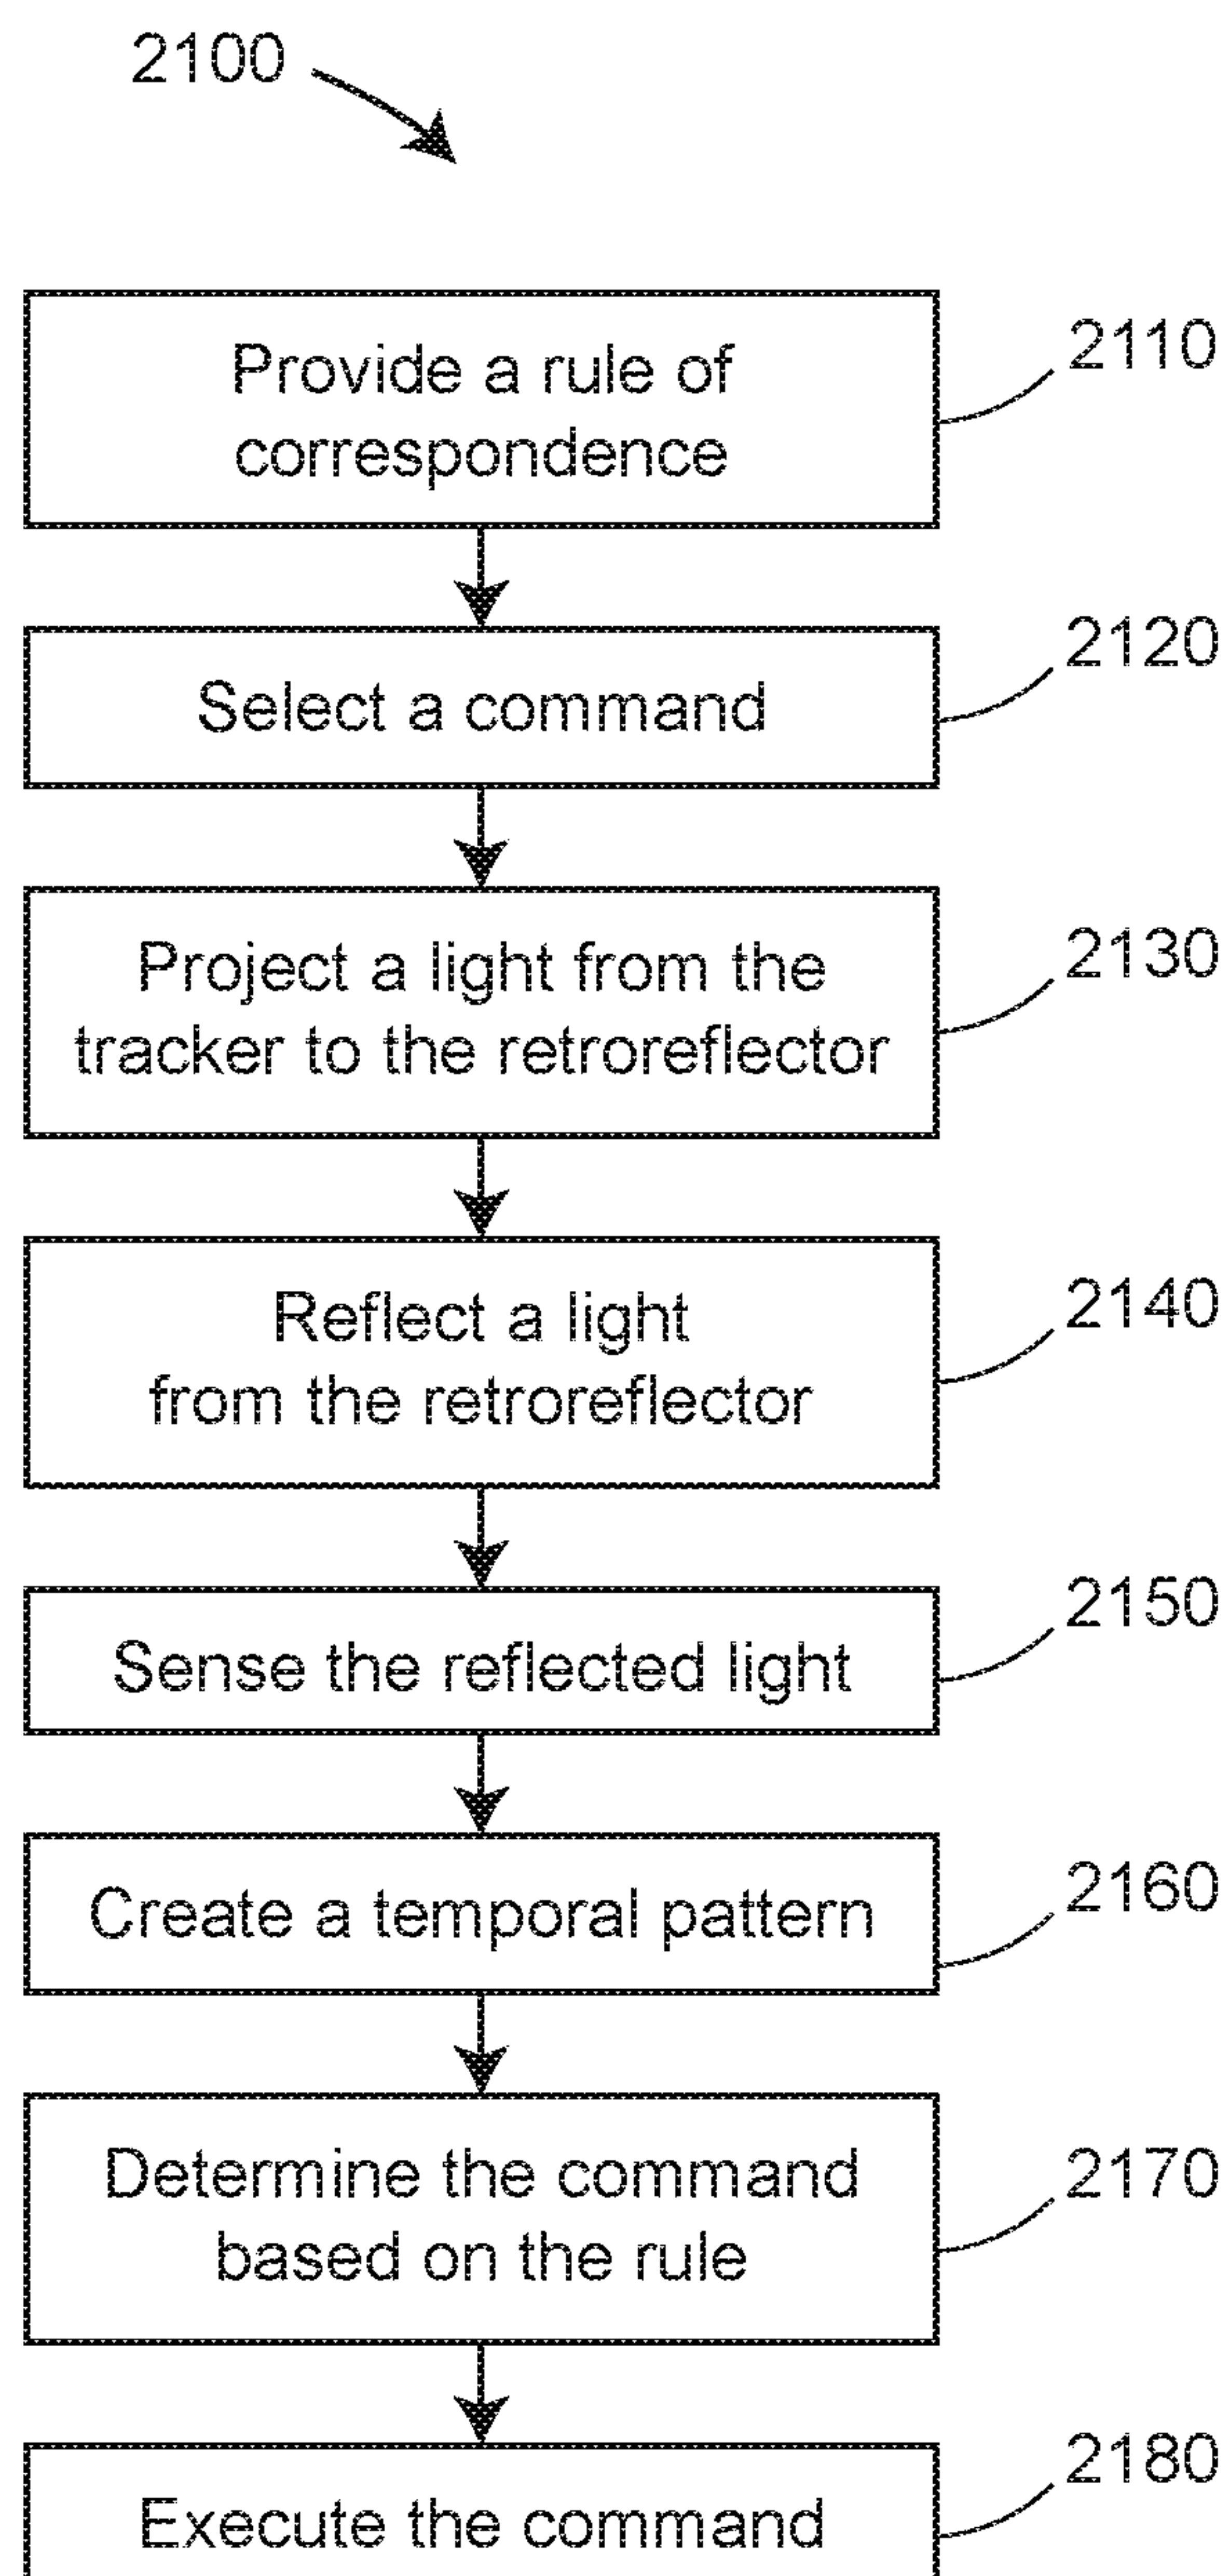 2100
Provide a rule of
correspondence
2110
Select a command
2120
Project a light from the
tracker to the retroreflector
2130
Reflect a light
from the retroreflector
2140
Sense the reflected light
2150
Create a temporal pattern
2160
Determine the command
based on the rule
2170
Execute the command
2180